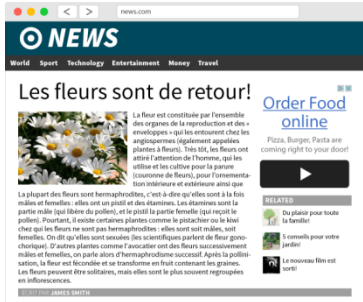 news.com
NEWS
World Sport Technology Entertainment Money Travel
Les fleurs sont de retour!
La fleur est constituée par l'ensemble
des organes de la reproduction et des «
enveloppes » qui les entourent chez les
angiospermes (également appelées
plantes à fleurs). Très tôt, les fleurs ont
attiré l'attention de l'homme, qui les
utilise et les cultive pour la parure
(couronne de fleurs), pour l'ornementa-
tion intérieure et extérieure ainsi que
La plupart des fleurs sont hermaphrodites, c'est-à-dire qu'elles sont à la fois
mâles et femelles : elles ont un pistil et des étamines. Les étamines sont la
partie mâle (qui libère du pollen), et le pistil la partie femelle (qui reçoit le
pollen). Pourtant, il existe certaines plantes comme le pistachier ou le kiwi
chez qui les fleurs ne sont pas hermaphrodites : elles sont soit mâles, soit
femelles. On dit qu'elles sont sexuées (les scientifiques parlent de fleur gono-
chorique). D'autres plantes comme l'avocatier ont des fleurs successivement
mâles et femelles, on parle alors d'hermaphrodisme successif. Après la pollini-
sation, la fleur est fécondée et se transforme en fruit contenant les graines.
Les fleurs peuvent être solitaires, mais elles sont le plus souvent regroupées
en inflorescences.
JAMES SMITH
Order Food
online
Pizza, Burger, Pasta are
coming right to your door!
RELATED
Du plaisir pour toute
la famille!
5 conseils pour votre
jardin!
Le nouveau film est
sorti!